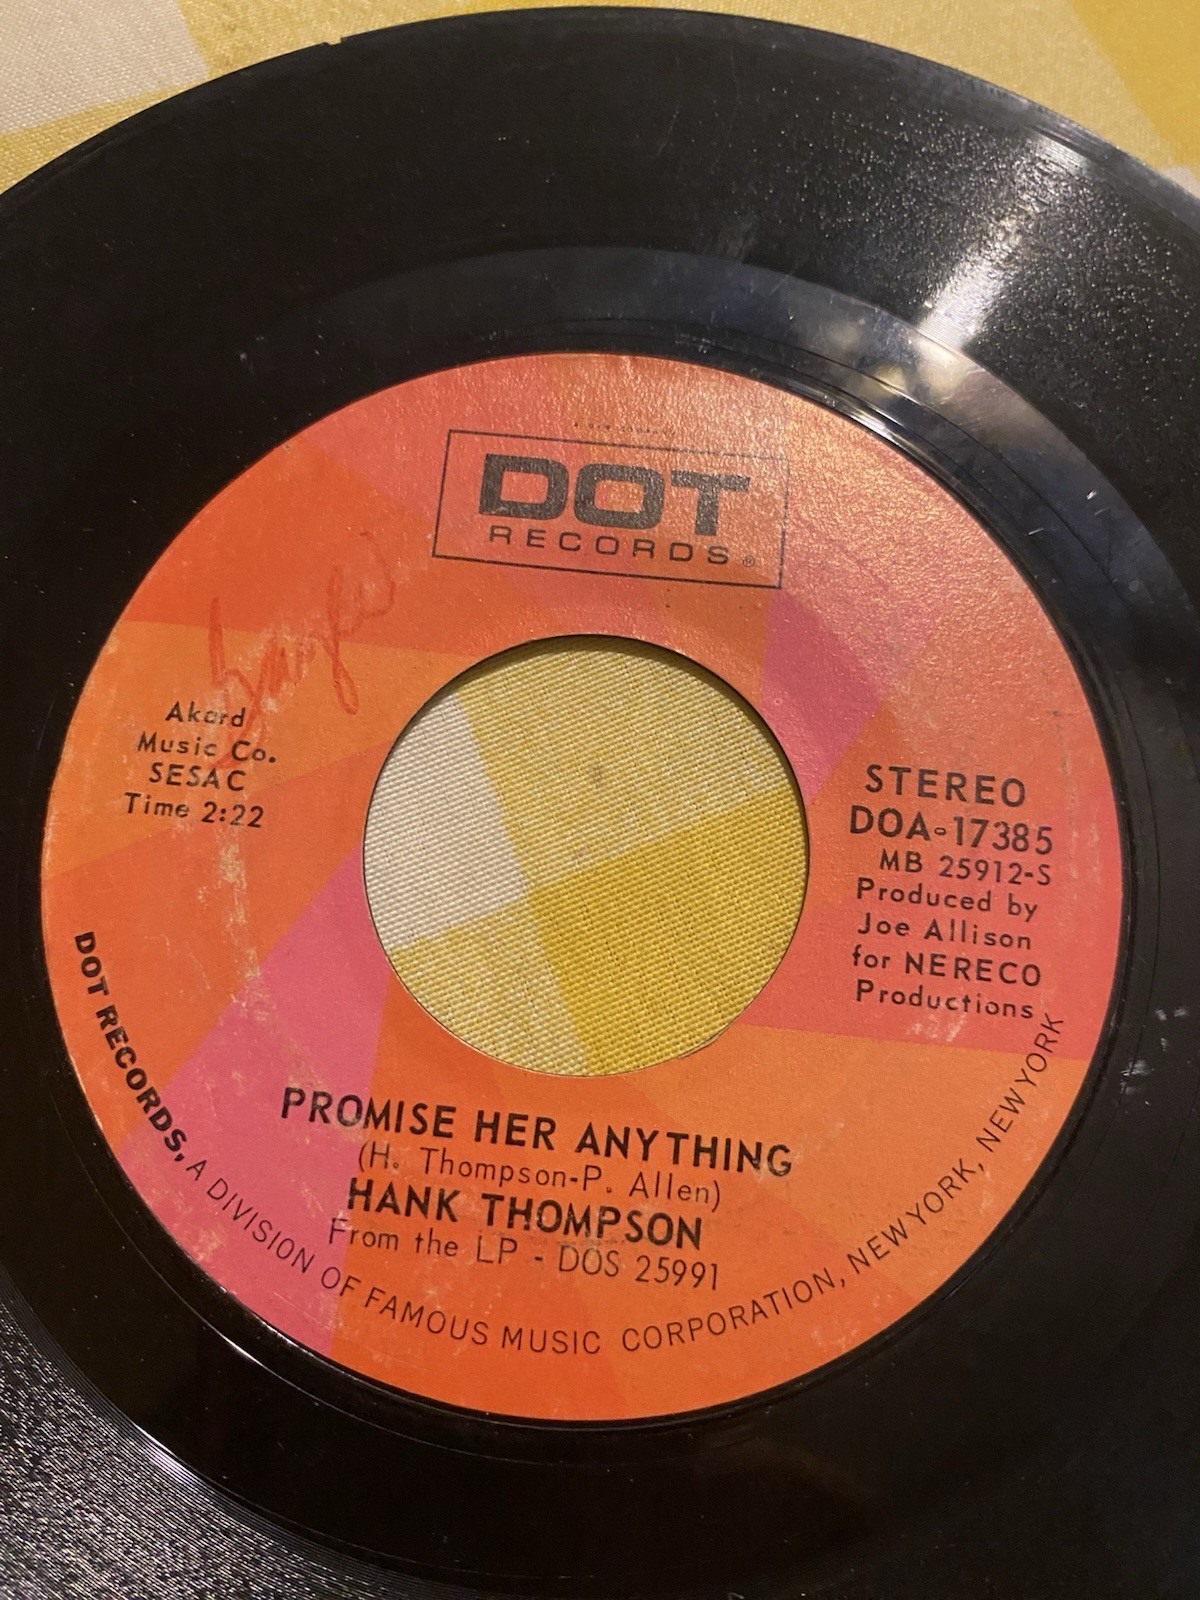 DOT
RECORDS®
Akard
Music Co.
SESAC
Time 2:22
STEREO
DOA-17385
MB 25912-S
Produced by
Joe Allison
for NERECO
Productions
PROMISE HER ANYTHING
(H. Thompson-P. Allen)
HANK THOMPSON
From the LP - DOS 25991
DOT RECORDS, A DIVISION OF FAMOUS MUSIC CORPORATION, NEW YORK, NEW YORK